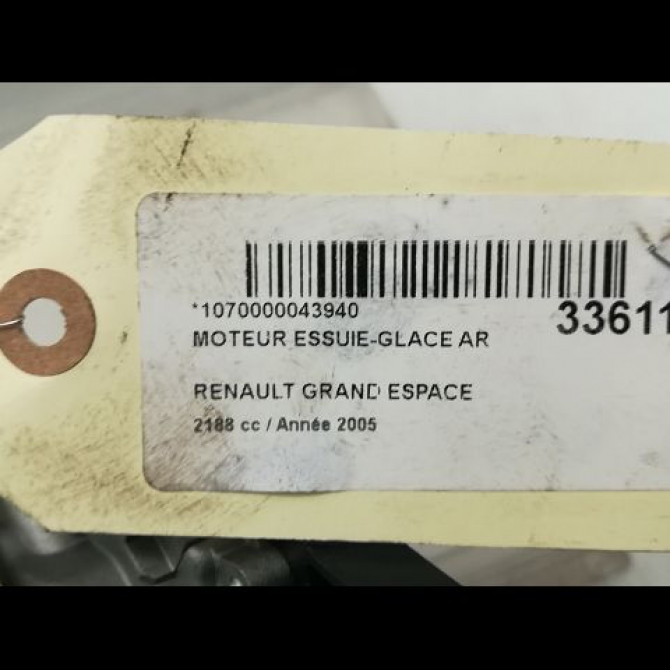 *1070000043940
33611
MOTEUR ESSUIE-GLACE AR
RENAULT GRAND ESPACE
2188 cc / Année 2005